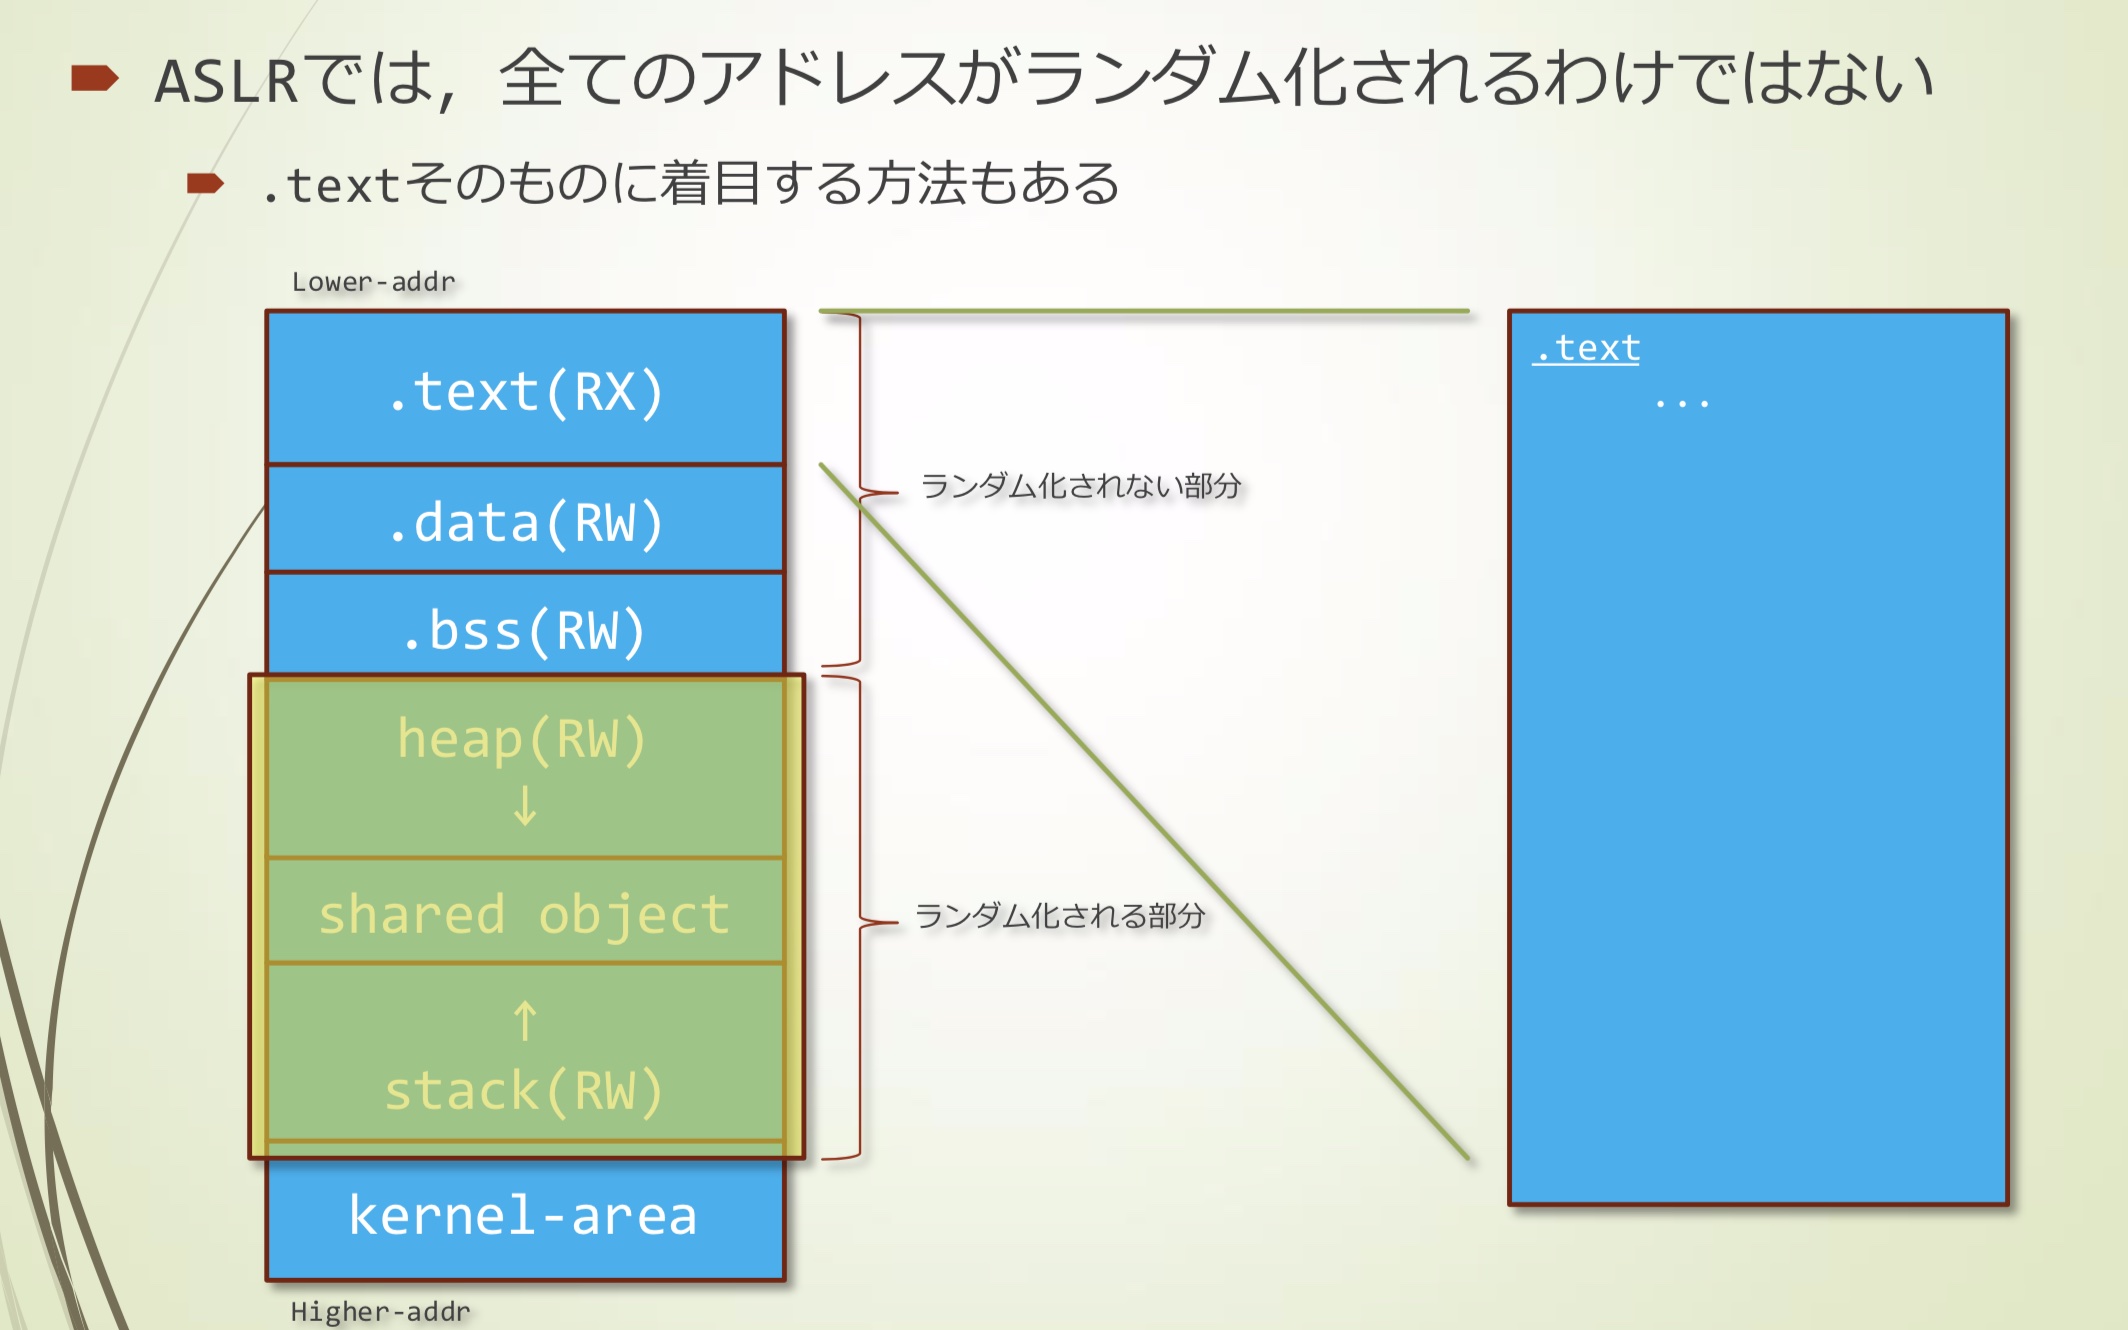 ASLRでは，全てのアドレスがランダム化されるわけではない
.textそのものに着目する方法もある
Lower-addr
.text(RX)
.data(RW)
.bss(RW)
heap(RW)
↓
shared object
↑
stack(RW)
kernel-area
Higher-addr
ランダム化されない部分
ランダム化される部分
.text
...